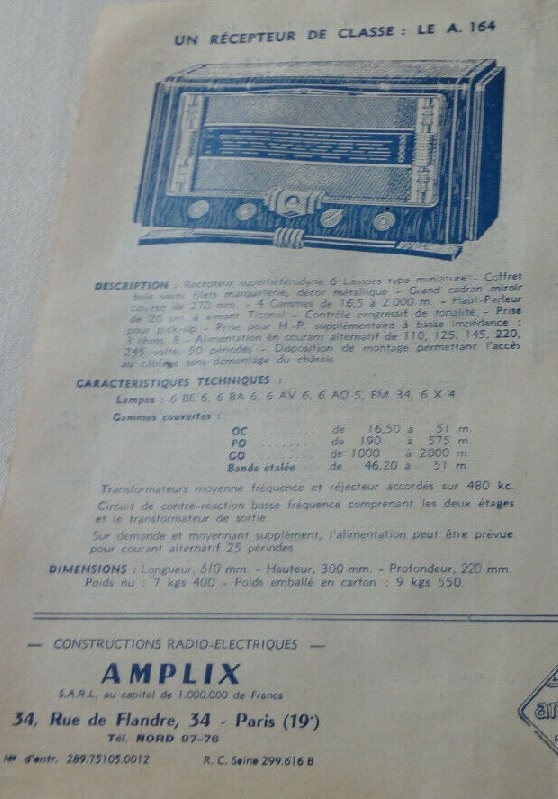 UN RÉCEPTEUR DE CLASSE : LE A. 164
DESCRIPTION : Récepteur superhétérodyne 6 Lampes type miniature - Coffret
bois verni filets marqueterie, décor métallique - Grand cadran miroir
course de 270 mm. - 4 Gammes de 16,5 à 2.000 m. - Haut-Parleur
de 20 cm. à aimant Ticonal - Contrôle progressif de tonalité - Prise
pour pick-up - Prise pour H-P. supplémentaire à basse impédance :
3 ohms, 8 - Alimentation en courant alternatif de 110, 125, 145, 220,
245 volts 50 périodes - Disposition de montage permettant l'accès
au câblage sans démontage du châssis
CARACTERISTIQUES TECHNIQUES :
Lampes : 6 BE 6, 6 BA 6, 6 AV 6, 6 AQ 5, EM 34, 6 X 4
Gammes couvertes :
OC de 16,50 à 51 m.
PO ........ de 190 à 575 m.
GO ........ de 1000 à 2000 m.
Bande étalée ... de 46,20 à 51 m.
Transformateurs moyenne fréquence et réjecteur accordés sur 480 kc.
Circuit de contre-réaction basse fréquence comprenant les deux étages
et le transformateur de sortie.
Sur demande et moyennant supplément, l'alimentation peut être prévue
pour courant alternatif 25 périodes
DIMENSIONS : Longueur, 610 mm. - Hauteur, 300 mm. - Profondeur, 220 mm.
Poids nu : 7 kgs 400 - Poids emballé en carton : 9 kgs 550.
— CONSTRUCTIONS RADIO-ELECTRIQUES —
AMPLIX
S.A.R.L. au capital de 1.000.000 de Francs
34, Rue de Flandre, 34 - Paris (19ᵉ)
Tél. NORD 97-76
Nº d'entr. 289.75105.0012 R. C. Seine 299.616 B